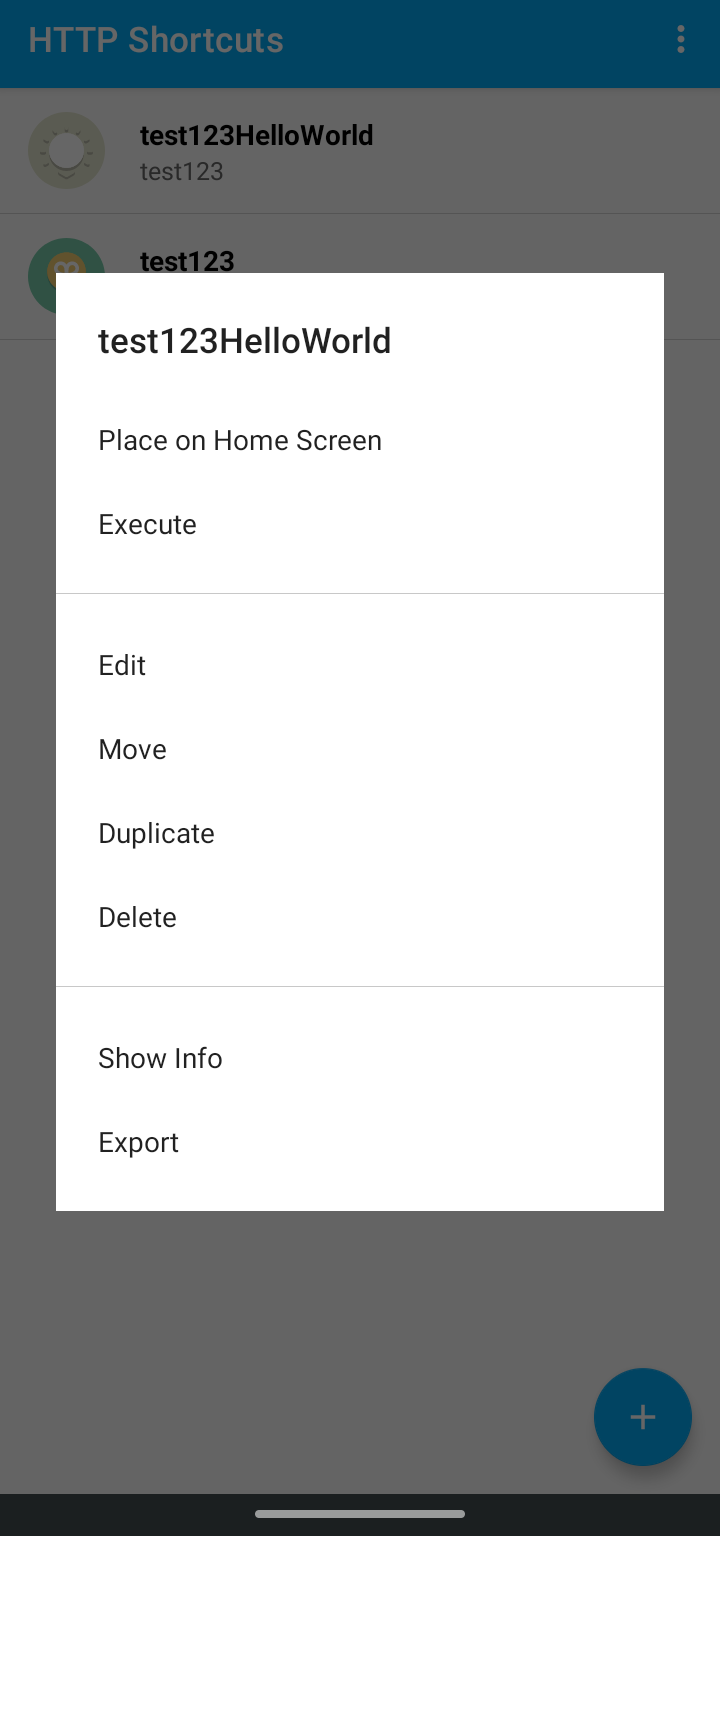 HTTP Shortcuts
test123HelloWorld
test123
test123
test123HelloWorld
Place on Home Screen
Execute
Edit
Move
Duplicate
Delete
Show Info
Export